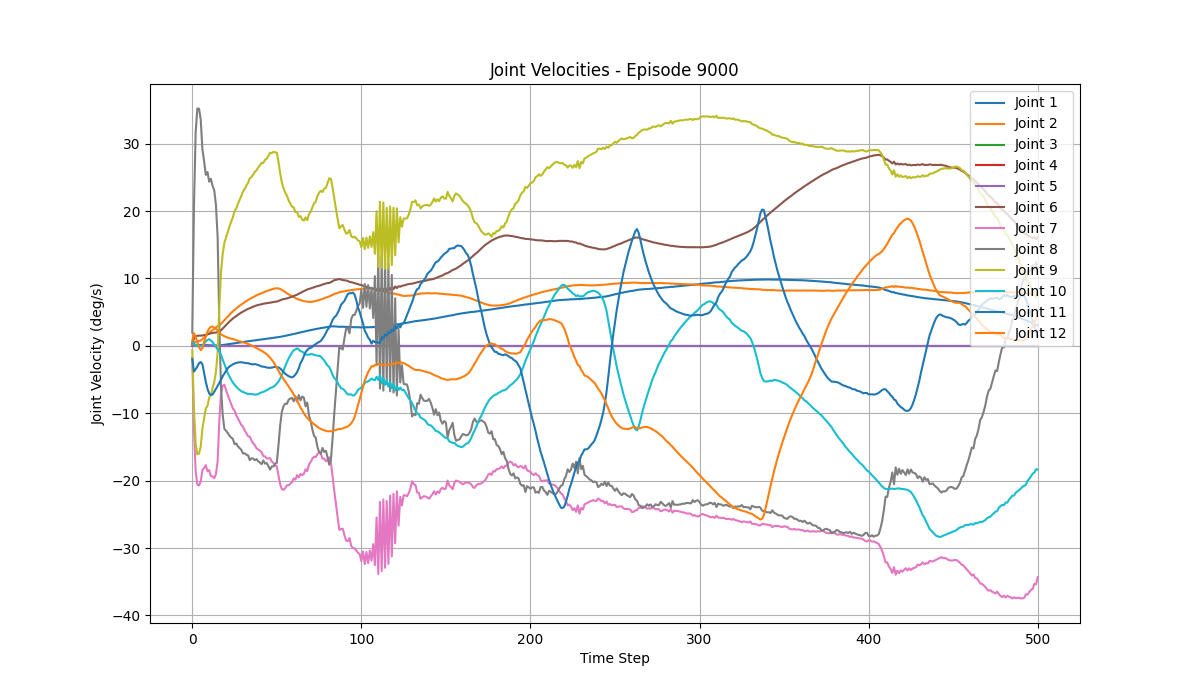 Joint Velocities - Episode 9000
Joint Velocity (deg/s)
30
20
10
0
−10
−20
−30
−40
0
100
200
300
400
500
Time Step
Joint 1
Joint 2
Joint 3
Joint 4
Joint 5
Joint 6
Joint 7
Joint 8
Joint 9
Joint 10
Joint 11
Joint 12